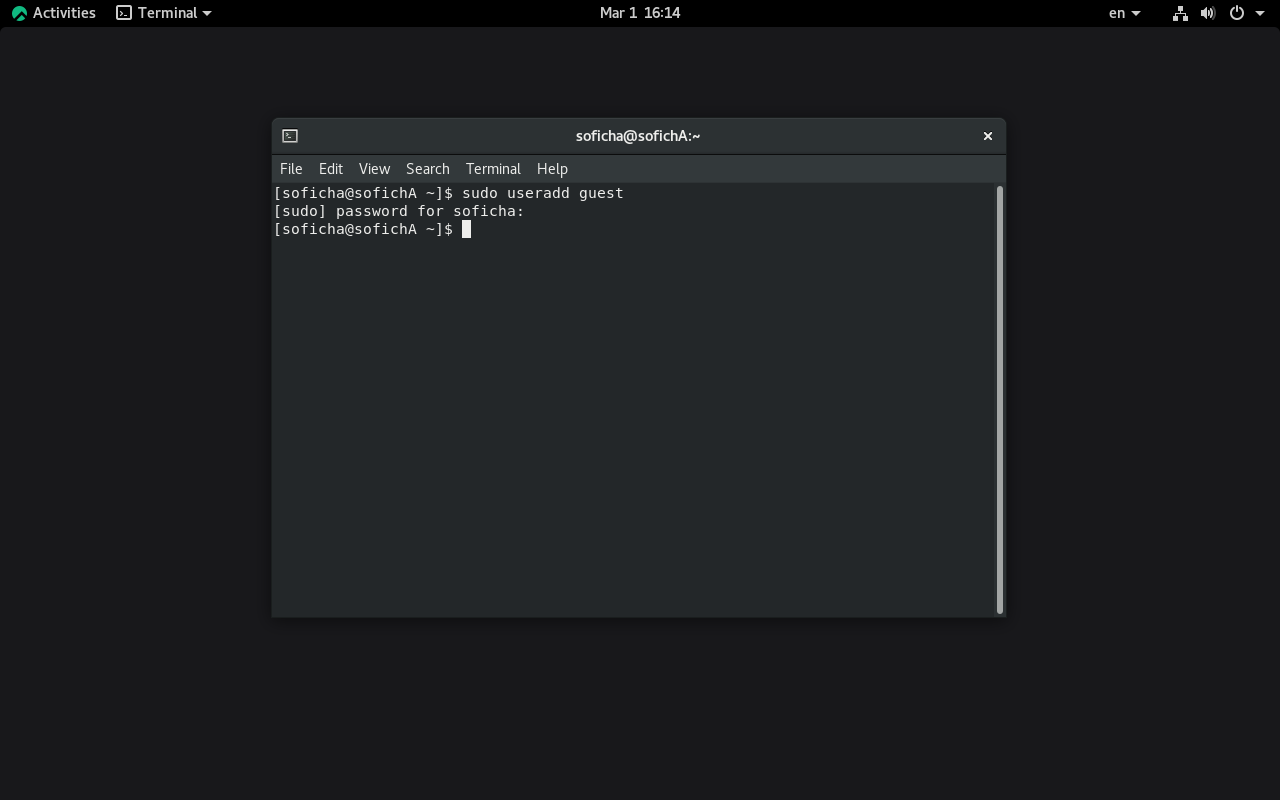 Activities Terminal Mar 1 16:14 en
soficha@sofichA:~
File Edit View Search Terminal Help
[soficha@sofichA ~]$ sudo useradd guest
[sudo] password for soficha:
[soficha@sofichA ~]$